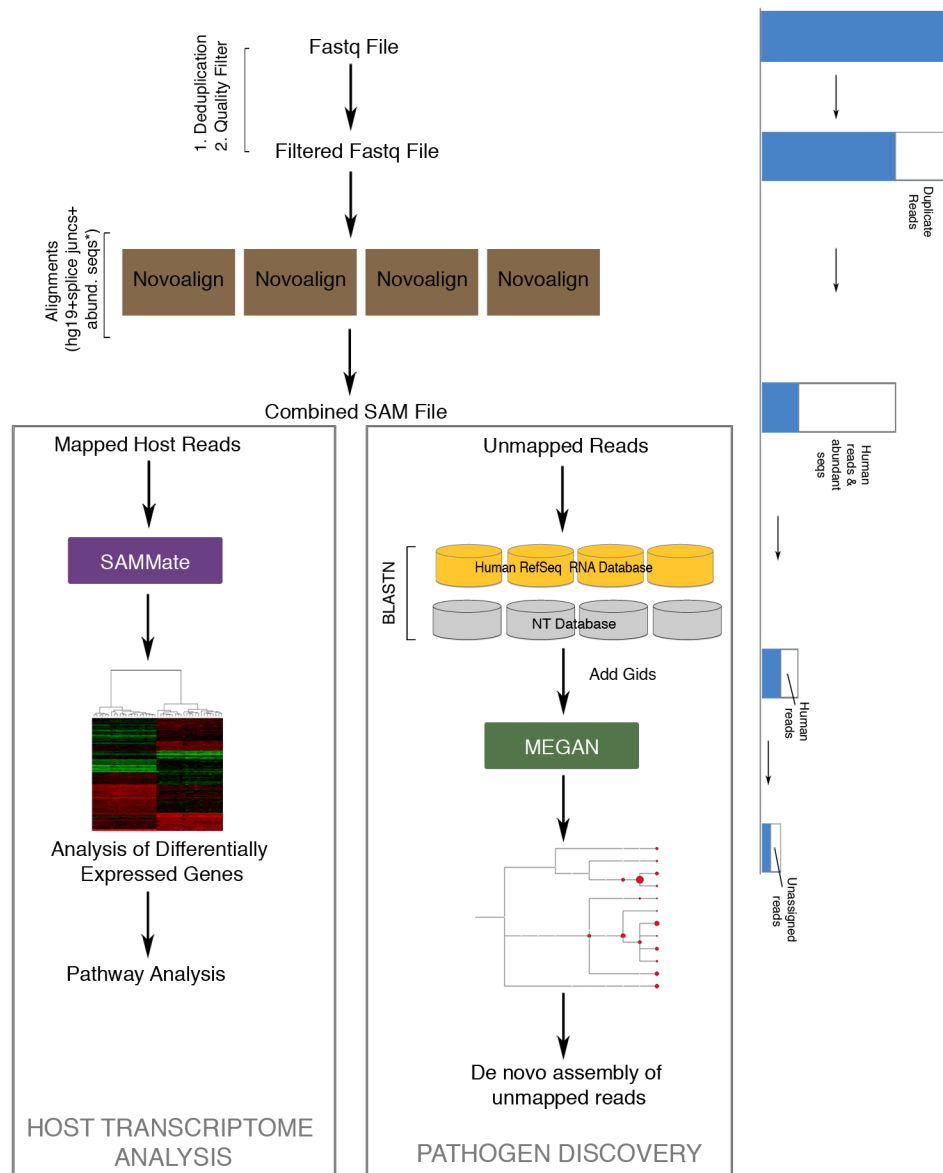 Fastq File
1. Deduplication
2. Quality Filter
Filtered Fastq File
Alignments
(hg19+splice juncs+
abund. seqs*)
Novoalign
Novoalign
Novoalign
Novoalign
Combined SAM File
Mapped Host Reads
SAMMate
Analysis of Differentially
Expressed Genes
Pathway Analysis
HOST TRANSCRIPTOME
ANALYSIS
Unmapped Reads
BLASTN
Human RefSeq RNA Database
NT Database
Add Gids
MEGAN
De novo assembly of
unmapped reads
PATHOGEN DISCOVERY
Duplicate
Reads
Human
reads &
abundant
seqs
Human
reads
Unassigned
reads